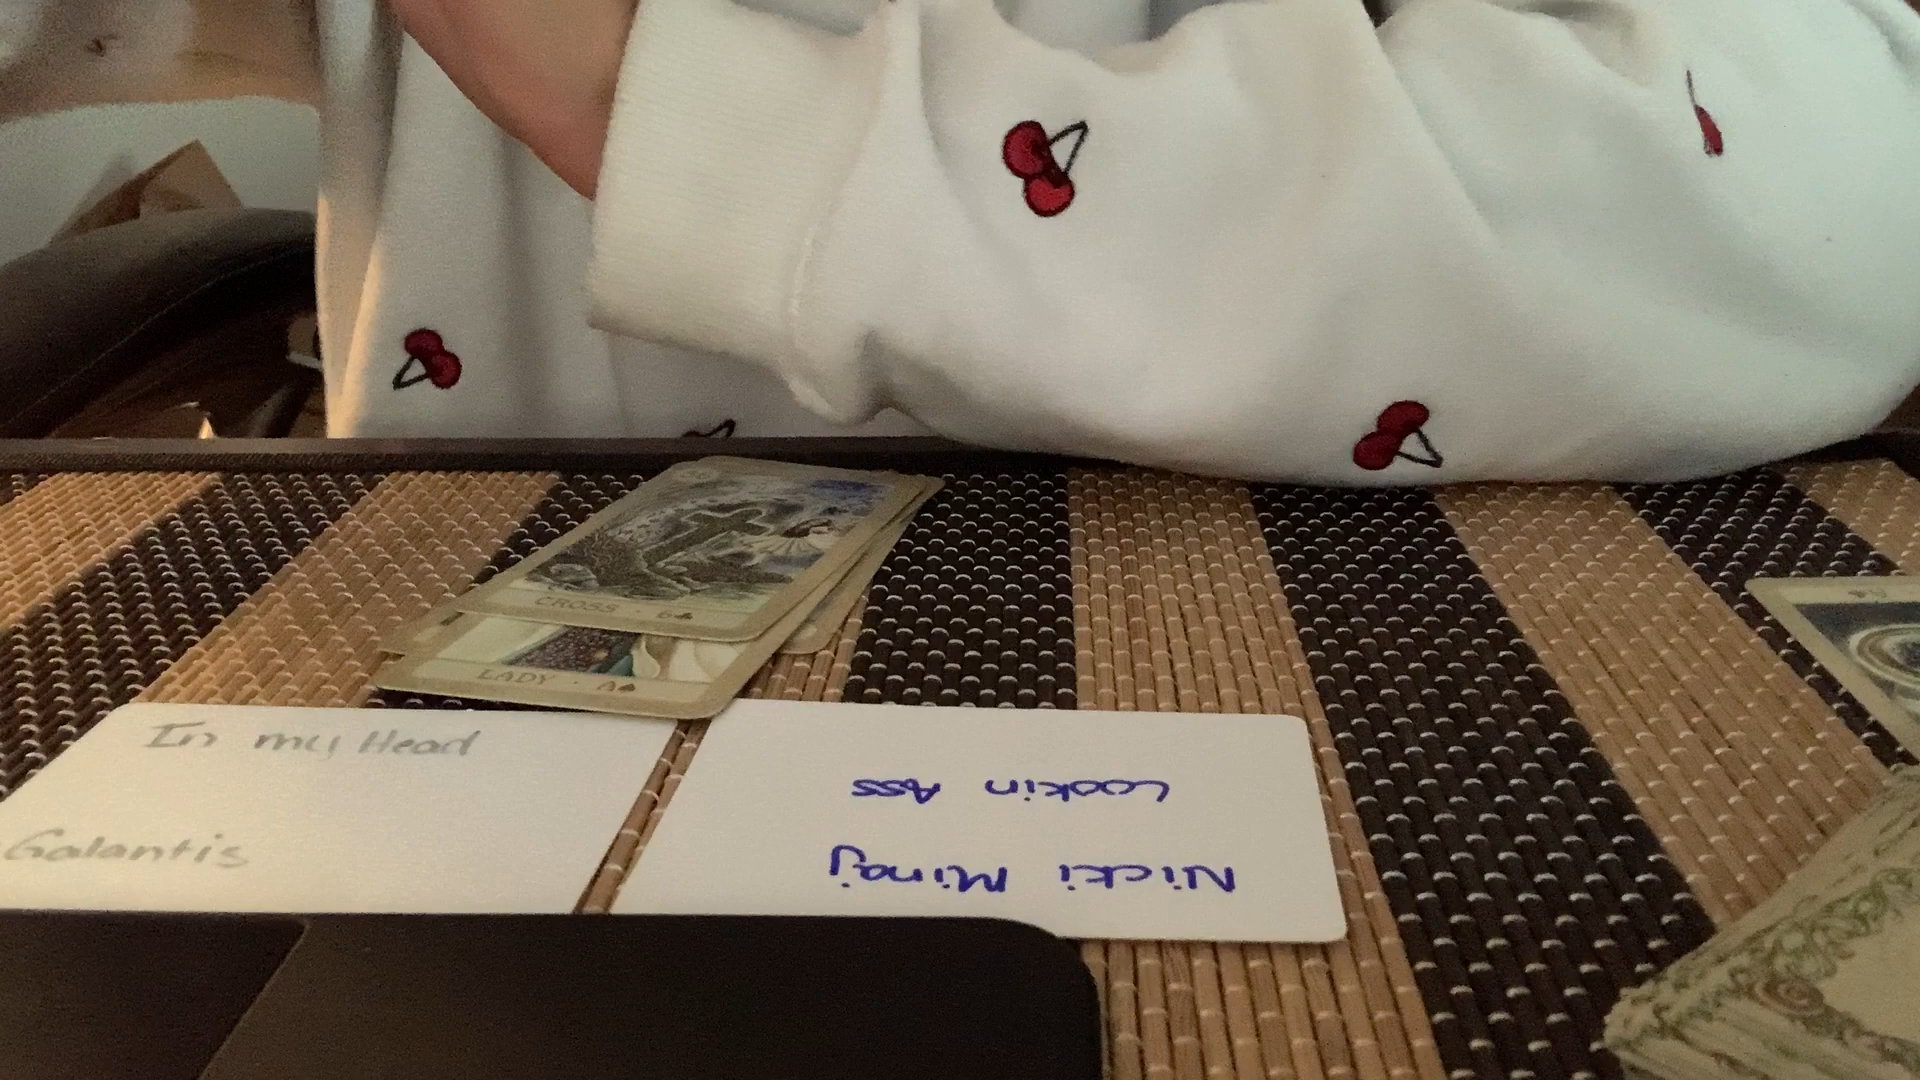 CROSS · 6♣
LADY · A♠
In my Head
Galantis
Nicki Minaj
Lookin Ass